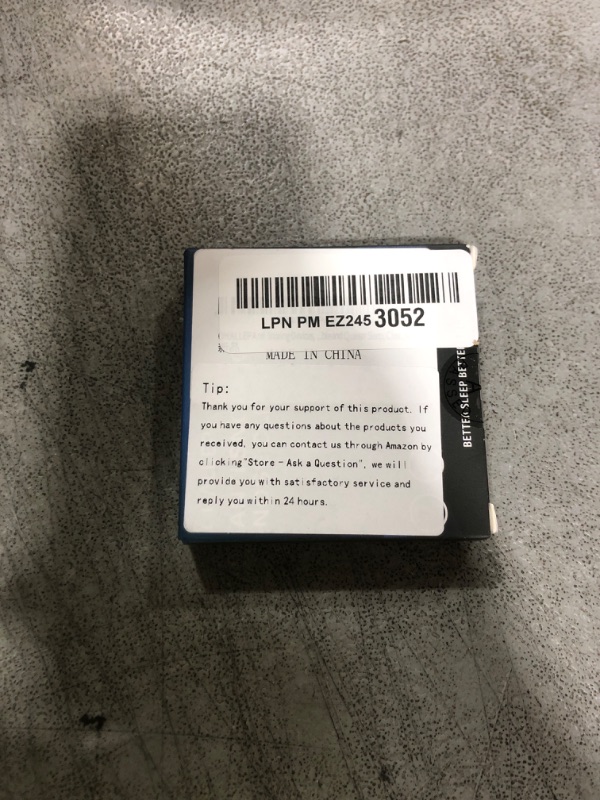 LPN PM EZ2453052
MADE IN CHINA
Tip:
Thank you for your support of this product. If
you have any questions about the products you
received, you can contact us through Amazon by
clicking"Store - Ask a Question", we will
provide you with satisfactory service and
reply you within 24 hours.
BETTER SLEEP BETTE